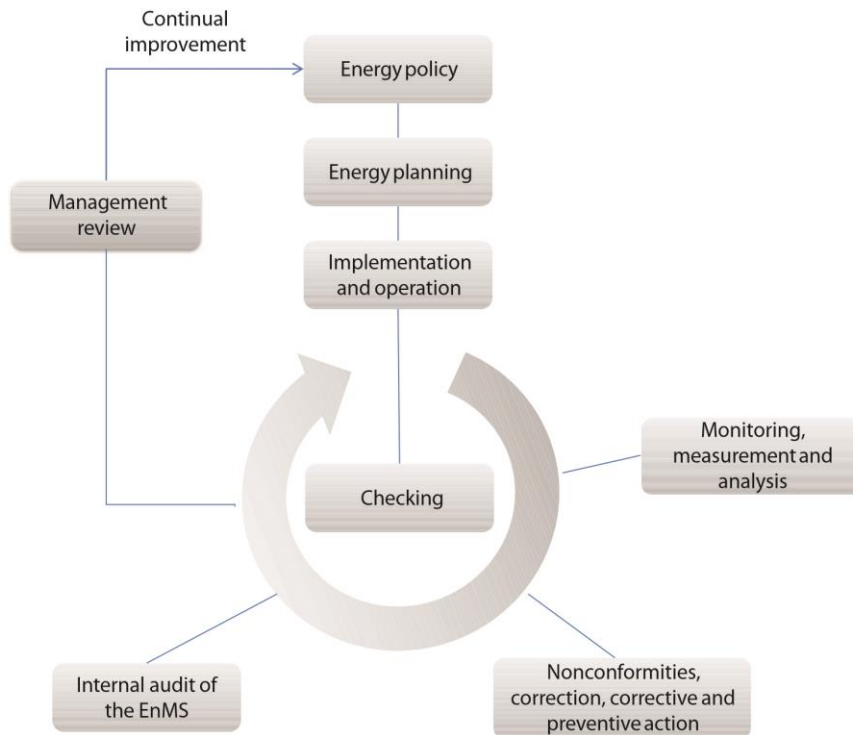 Continual
improvement
Energy policy
Energy planning
Management
review
Implementation
and operation
Monitoring,
measurement and
analysis
Checking
Internal audit of
the EnMS
Nonconformities,
correction, corrective and
preventive action